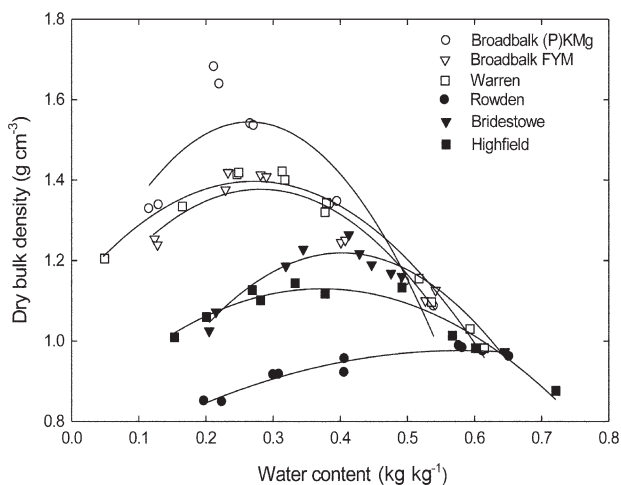 1.8
1.6
1.4
1.2
1.0
0.8
Dry bulk density (g cm-3)
Broadbalk (P)KMg
Broadbalk FYM
Warren
Rowden
Bridestowe
Highfield
0.0 0.1 0.2 0.3 0.4 0.5 0.6 0.7 0.8
Water content (kg kg-1)